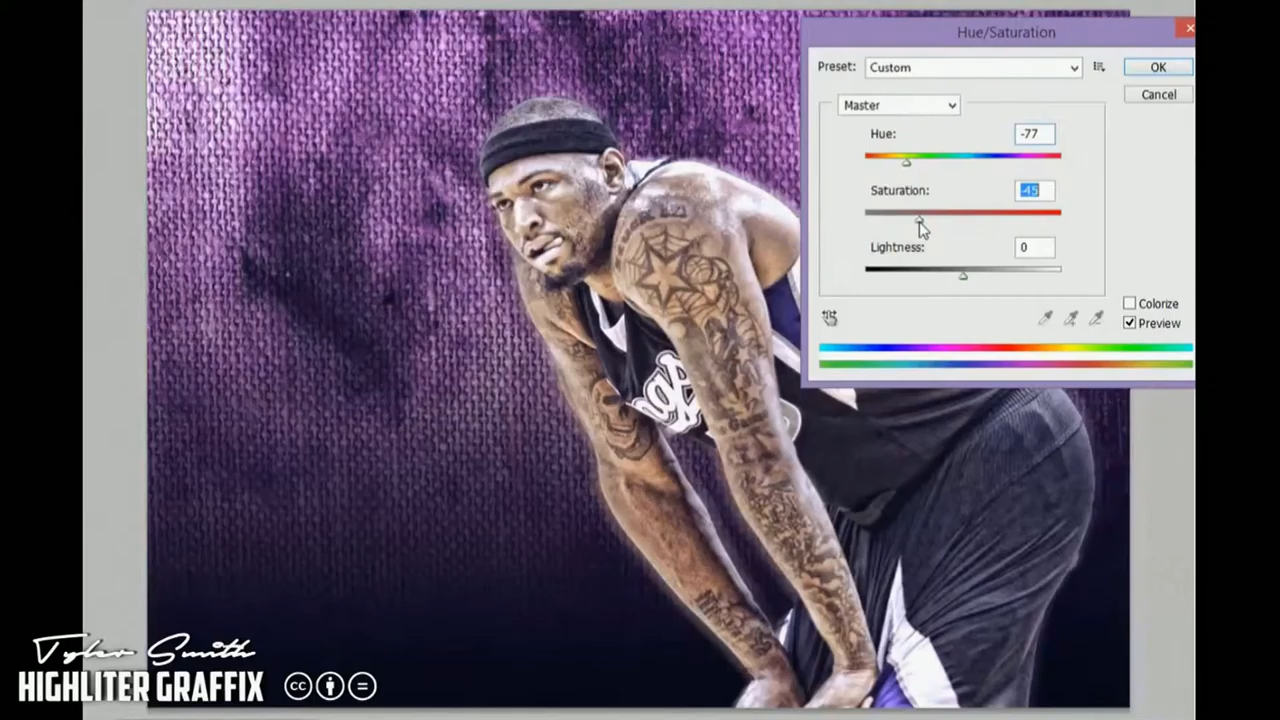 Hue/Saturation
Preset: Custom
OK
Cancel
Master
Hue: -77
Saturation: -45
Lightness: 0
Colorize
Preview
Tyler Smith
HIGHLITER GRAFFIX
cc